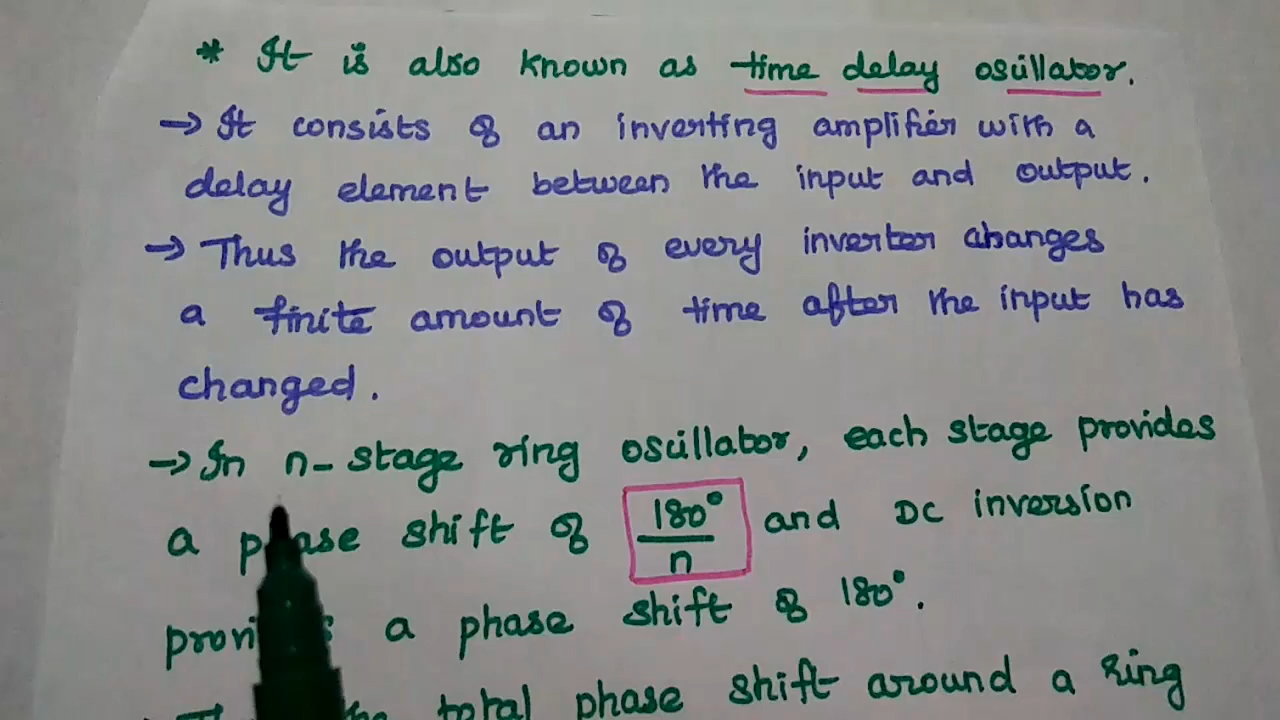 * It is also known as time delay oscillator.
→ It consists of an inverting amplifier with a
delay element between the input and output.
→ Thus the output of every inverter changes
a finite amount of time after the input has
changed.
→ In n-stage ring oscillator, each stage provides
a phase shift of 180°/n and DC inversion
a phase shift of 180°.
total phase shift around a ring